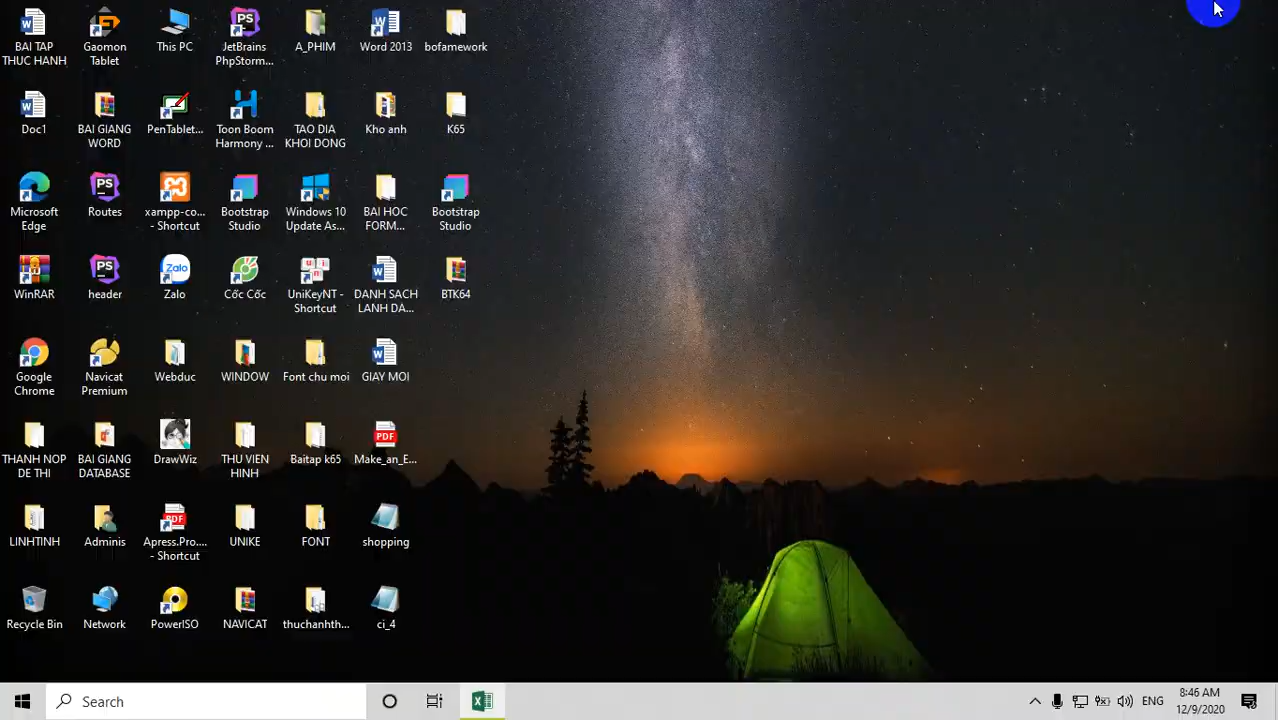 BAI TAP
THUC HANH
Gaomon
Tablet
This PC
JetBrains
PhpStorm...
A_PHIM
Word 2013
bofamework
Doc1
BAI GIANG
WORD
PenTablet...
Toon Boom
Harmony ...
TAO DIA
KHOI DONG
Kho anh
K65
Microsoft
Edge
Routes
xampp-co...
- Shortcut
Bootstrap
Studio
Windows 10
Update As...
BAI HOC
FORM...
Bootstrap
Studio
WinRAR
header
Zalo
Cốc Cốc
UniKeyNT -
Shortcut
DANH SACH
LANH DA...
BTK64
Google
Chrome
Navicat
Premium
Webduc
WINDOW
Font chu moi
GIAY MOI
THANH NOP
DE THI
BAI GIANG
DATABASE
DrawWiz
THU VIEN
HINH
Baitap k65
Make_an_E...
LINHTINH
Adminis
Apress.Pro....
- Shortcut
UNIKE
FONT
shopping
Recycle Bin
Network
PowerISO
NAVICAT
thuchanhth...
ci_4
Search
ENG
8:46 AM
12/9/2020